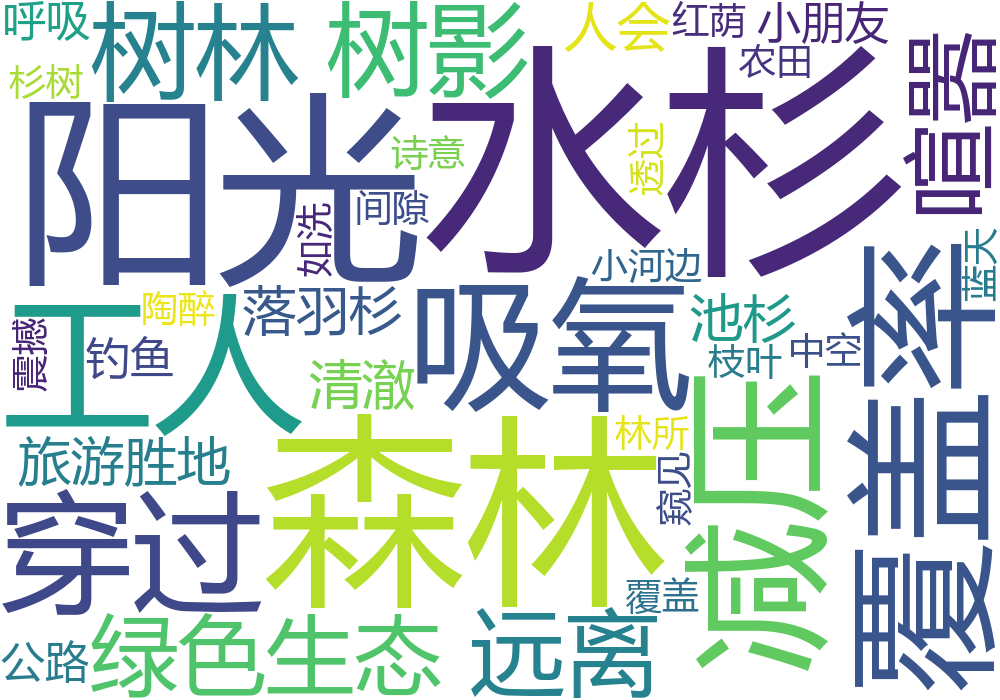 呼吸
树林
树影
人会
红荫
小朋友
喧嚣
杉树
阳光
水杉
农田
诗意
透过
间隙
如洗
小河边
蓝天
陶醉
落羽杉
吸氧
池杉
覆盖率
震撼
钓鱼
工人
清澈
枝叶
中空
旅游胜地
森林
林所
减压
窥见
穿过
覆盖
公路
绿色生态
远离